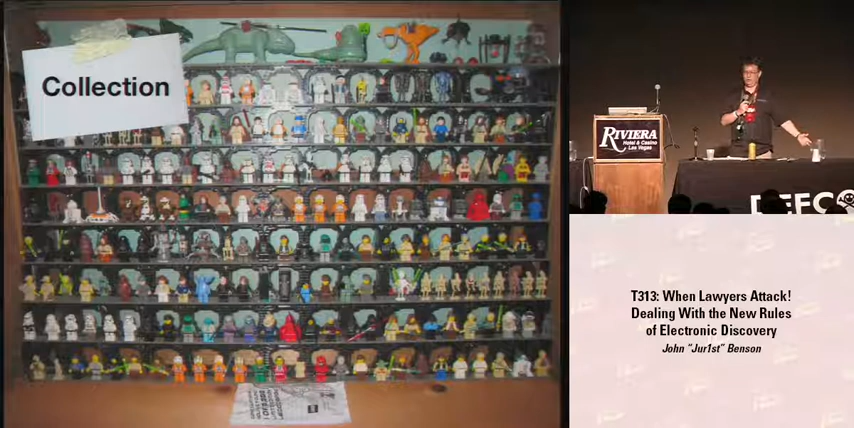 Collection
RIVIERA
Hotel & Casino
Las Vegas
DEFCO
T313: When Lawyers Attack!
Dealing With the New Rules
of Electronic Discovery
John "Jur1st" Benson